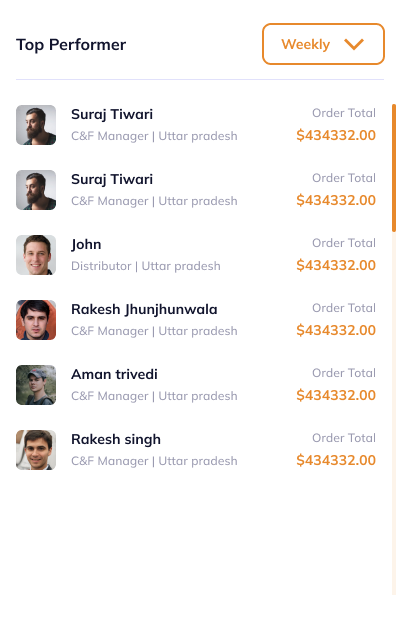 Top Performer Weekly
Suraj Tiwari Order Total
C&F Manager | Uttar pradesh $434332.00
Suraj Tiwari Order Total
C&F Manager | Uttar pradesh $434332.00
John Order Total
Distributor | Uttar pradesh $434332.00
Rakesh Jhunjhunwala Order Total
C&F Manager | Uttar pradesh $434332.00
Aman trivedi Order Total
C&F Manager | Uttar pradesh $434332.00
Rakesh singh Order Total
C&F Manager | Uttar pradesh $434332.00